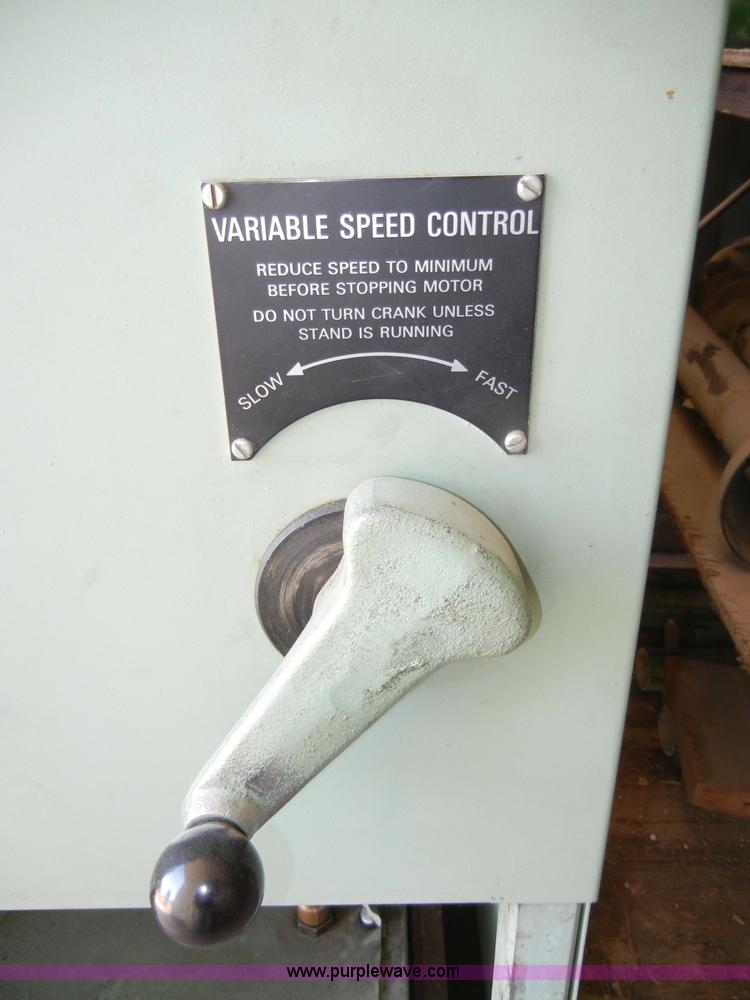 VARIABLE SPEED CONTROL
REDUCE SPEED TO MINIMUM
BEFORE STOPPING MOTOR
DO NOT TURN CRANK UNLESS
STAND IS RUNNING
SLOW FAST
www.purplewave.com